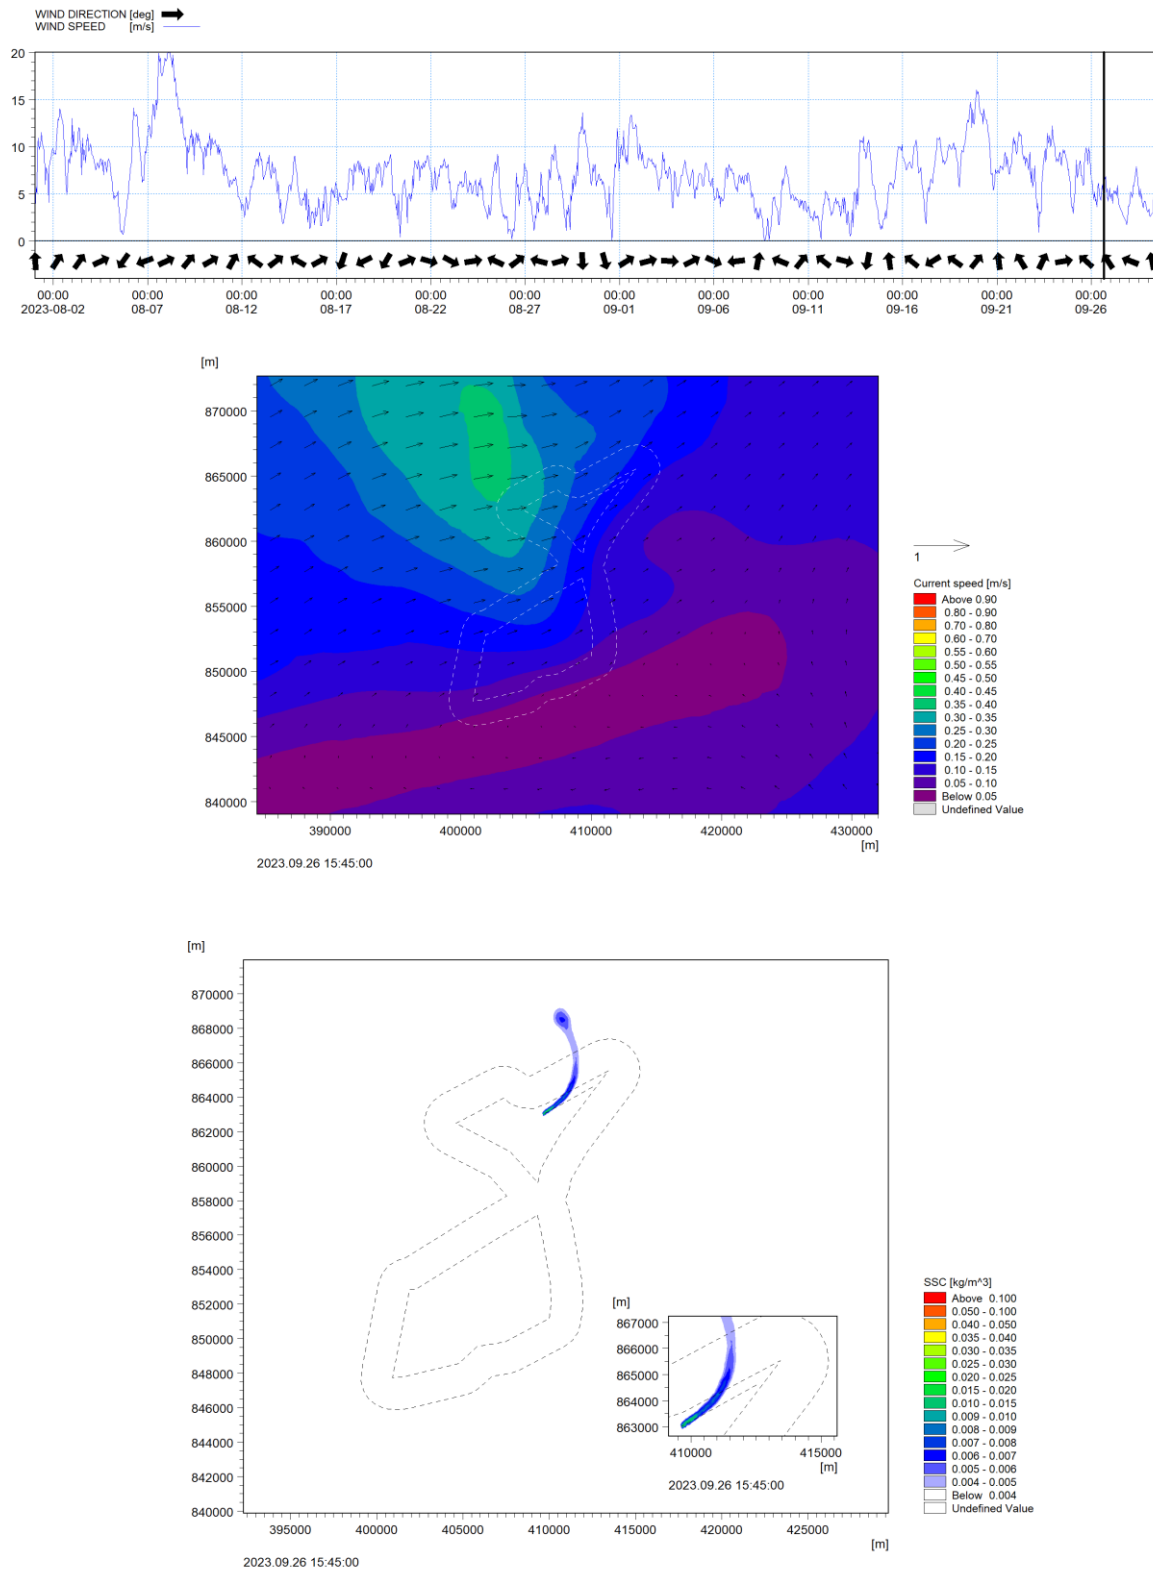 WIND DIRECTION [deg]
WIND SPEED [m/s]
20
15
10
5
0
00:00 00:00 00:00 00:00 00:00 00:00 00:00 00:00 00:00 00:00 00:00 00:00
2023-08-02 08-07 08-12 08-17 08-22 08-27 09-01 09-06 09-11 09-16 09-21 09-26
[m]
870000
865000
860000
855000
850000
845000
840000
390000 400000 410000 420000 430000
[m]
2023.09.26 15:45:00
1
Current speed [m/s]
Above 0.90
0.80 - 0.90
0.70 - 0.80
0.60 - 0.70
0.55 - 0.60
0.50 - 0.55
0.45 - 0.50
0.40 - 0.45
0.35 - 0.40
0.30 - 0.35
0.25 - 0.30
0.20 - 0.25
0.15 - 0.20
0.10 - 0.15
0.05 - 0.10
Below 0.05
Undefined Value
[m]
870000
868000
866000
864000
862000
860000
858000
856000
854000
852000
850000
848000
846000
844000
842000
840000
395000 400000 405000 410000 415000 420000 425000
[m]
2023.09.26 15:45:00
[m]
867000
866000
865000
864000
863000
410000 415000
[m]
2023.09.26 15:45:00
SSC [kg/m^3]
Above 0.100
0.050 - 0.100
0.040 - 0.050
0.035 - 0.040
0.030 - 0.035
0.025 - 0.030
0.020 - 0.025
0.015 - 0.020
0.010 - 0.015
0.009 - 0.010
0.008 - 0.009
0.007 - 0.008
0.006 - 0.007
0.005 - 0.006
0.004 - 0.005
Below 0.004
Undefined Value